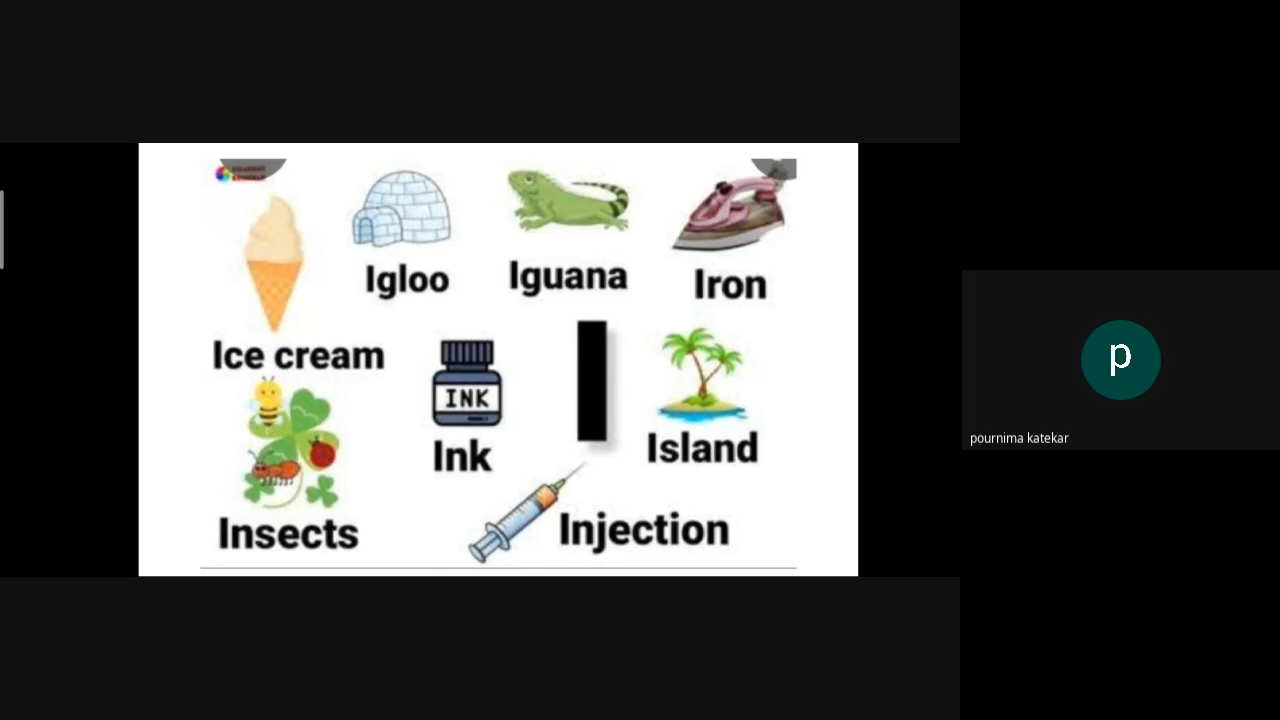 Igloo
Iguana
Iron
Ice cream
INK
Ink
I
Island
Insects
Injection
p
pournima katekar